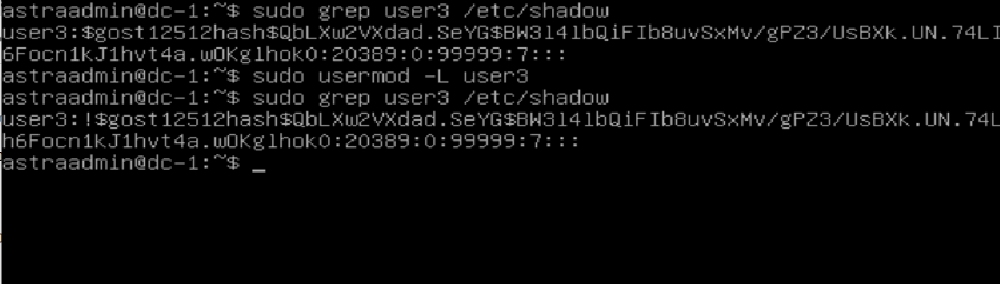 astraadmin@dc-1:~$ sudo grep user3 /etc/shadow
user3:$gost12512hash$QbLXw2VXdad.SeYG$BW3l4lbQiFIb8uvSxMv/gPZ3/UsBXk.UN.74LI
6Focn1kJ1hvt4a.wOKglhok0:20389:0:99999:7:::
astraadmin@dc-1:~$ sudo usermod -L user3
astraadmin@dc-1:~$ sudo grep user3 /etc/shadow
user3:!$gost12512hash$QbLXw2VXdad.SeYG$BW3l4lbQiFIb8uvSxMv/gPZ3/UsBXk.UN.74L
h6Focn1kJ1hvt4a.wOKglhok0:20389:0:99999:7:::
astraadmin@dc-1:~$ _